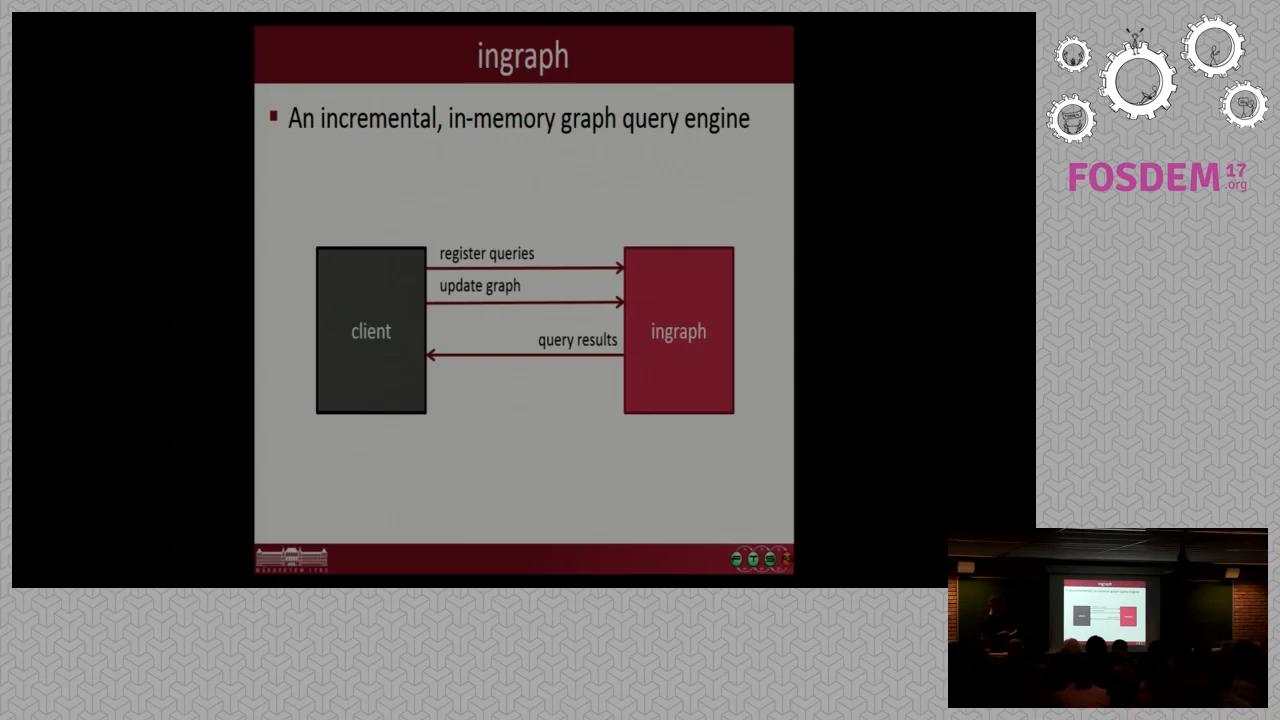 ingraph
An incremental, in-memory graph query engine
register queries
update graph
client
query results
ingraph
FOSDEM 17
.org